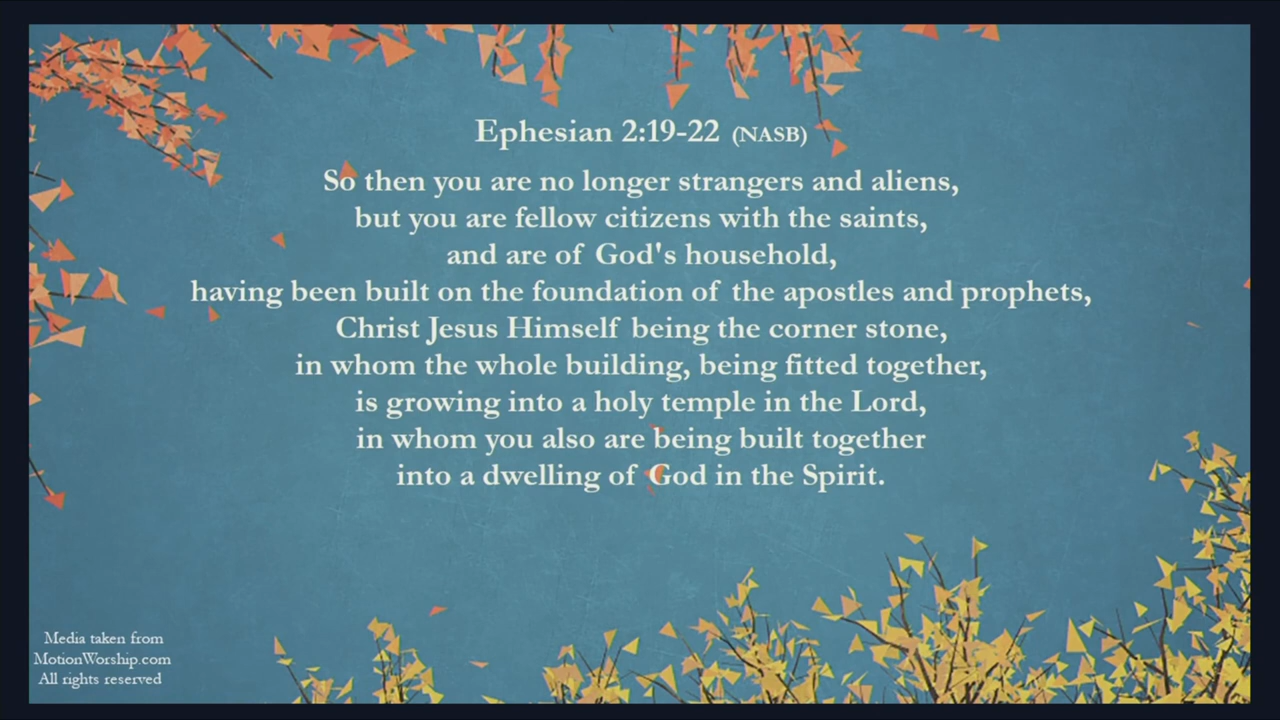 Ephesian 2:19-22 (NASB)
So then you are no longer strangers and aliens,
but you are fellow citizens with the saints,
and are of God's household,
having been built on the foundation of the apostles and prophets,
Christ Jesus Himself being the corner stone,
in whom the whole building, being fitted together,
is growing into a holy temple in the Lord,
in whom you also are being built together
into a dwelling of God in the Spirit.
Media taken from
MotionWorship.com
All rights reserved